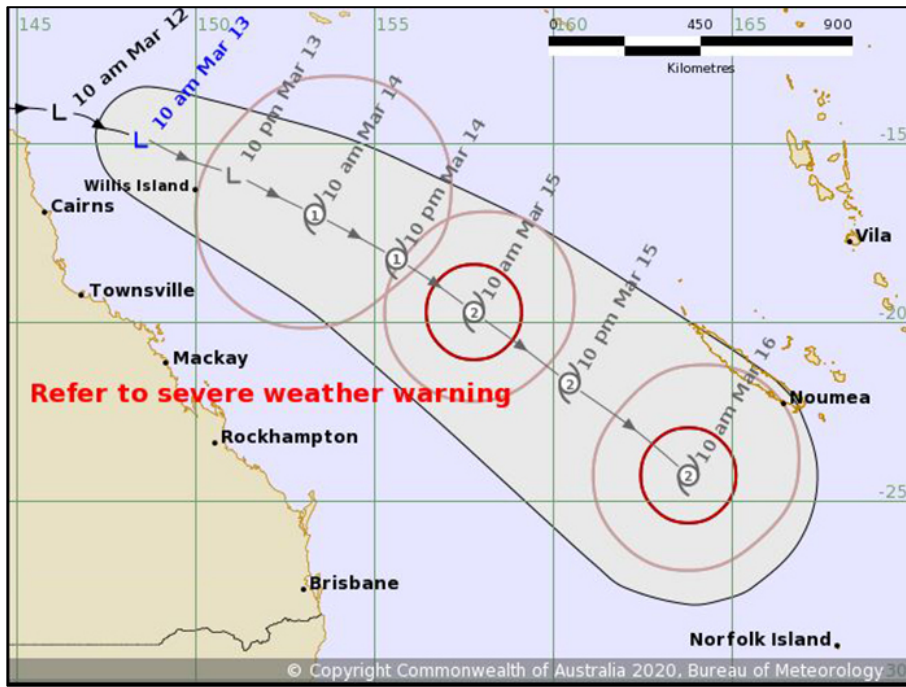 145
150
155
160
165
0
450
900
Kilometres
10 am Mar 12
10 am Mar 13
10 pm Mar 13
10 am Mar 14
10 pm Mar 14
10 am Mar 15
10 pm Mar 15
10 am Mar 16
L
L
L
1
1
2
2
2
-15
Willis Island
Cairns
Vila
Townsville
-20
Mackay
Refer to severe weather warning
Noumea
Rockhampton
-25
Brisbane
Norfolk Island
-30
© Copyright Commonwealth of Australia 2020, Bureau of Meteorology